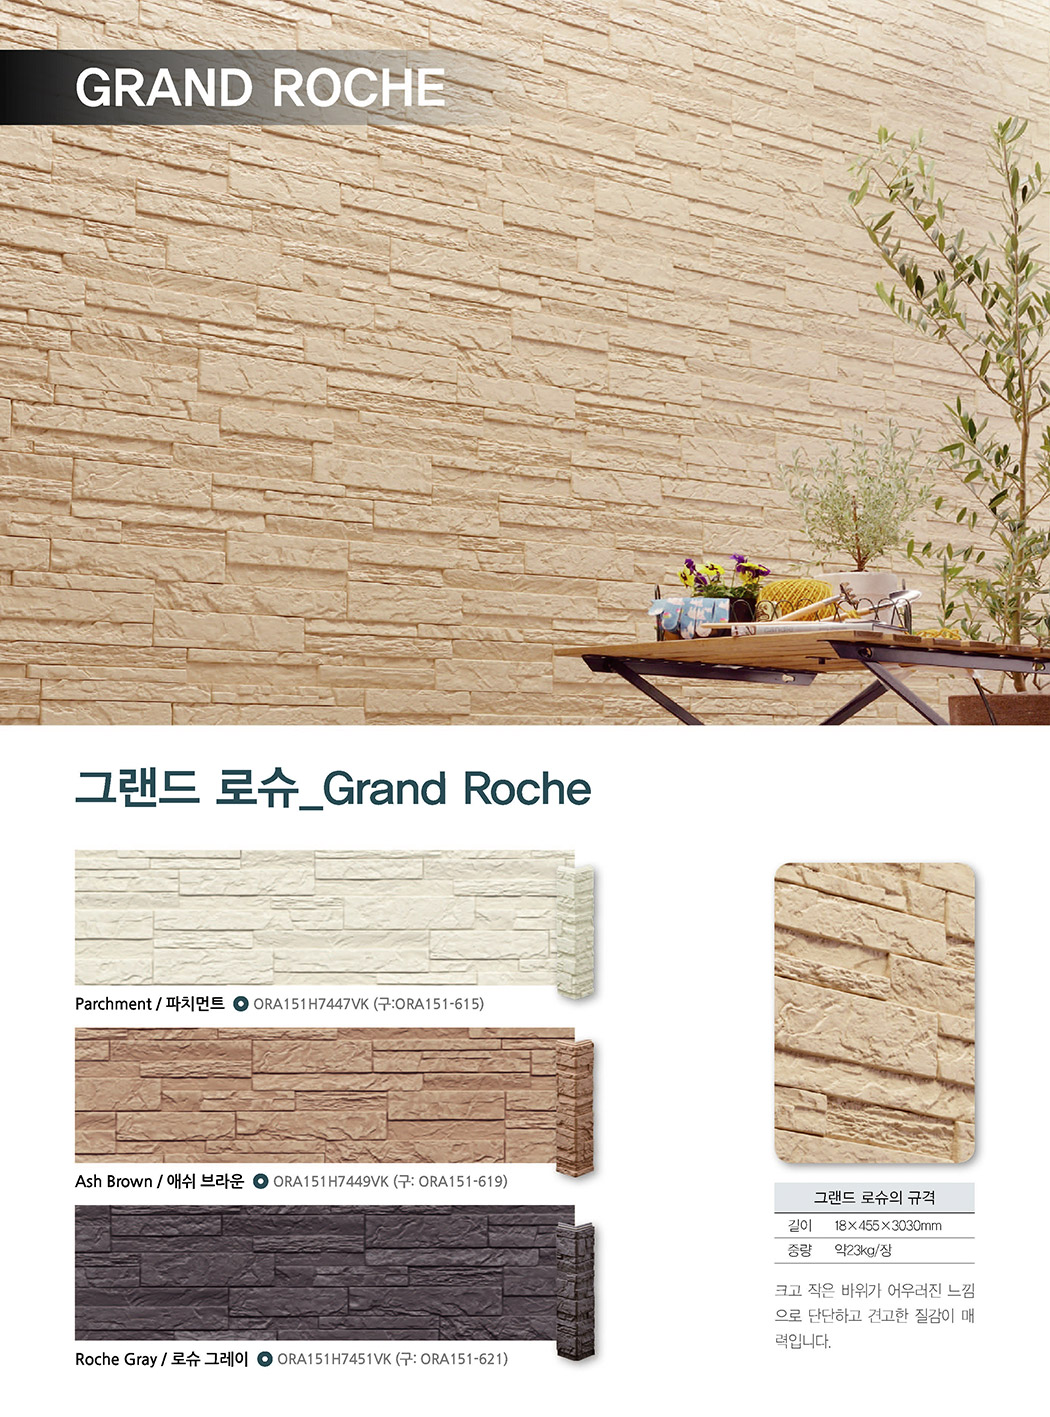 GRAND ROCHE
그랜드 로슈_Grand Roche
Parchment / 파치먼트 ORA151H7447VK (구:ORA151-615)
Ash Brown / 애쉬 브라운 ORA151H7449VK (구: ORA151-619)
Roche Gray / 로슈 그레이 ORA151H7451VK (구: ORA151-621)
그랜드 로슈의 규격
길이 18×455×3030mm
중량 약23kg/장
크고 작은 바위가 어우러진 느낌
으로 단단하고 견고한 질감이 매
력입니다.